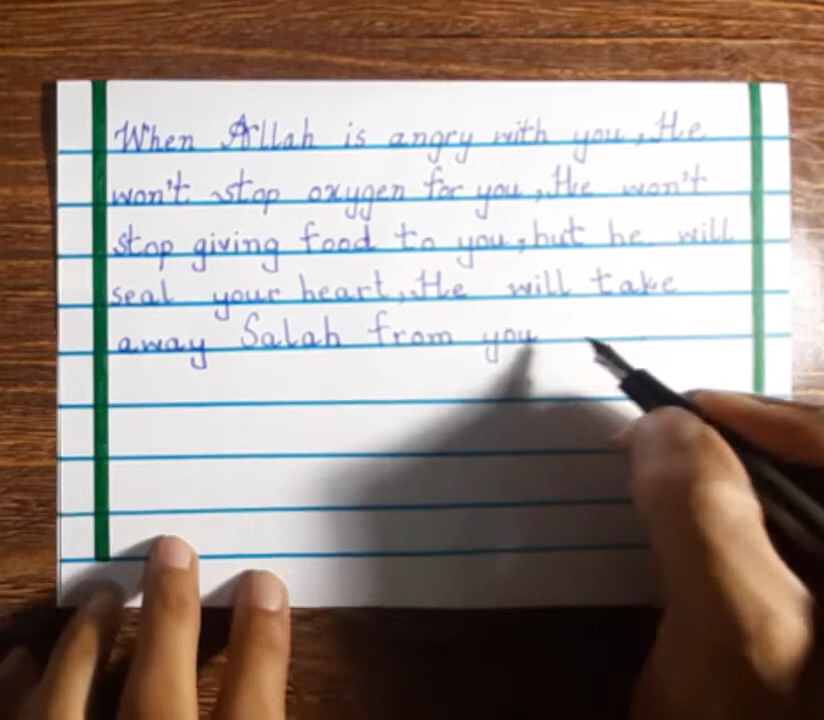 When Allah is angry with you, He
won't stop oxygen for you, He won't
stop giving food to you, but he will
seal your heart, He will take
away Salah from you